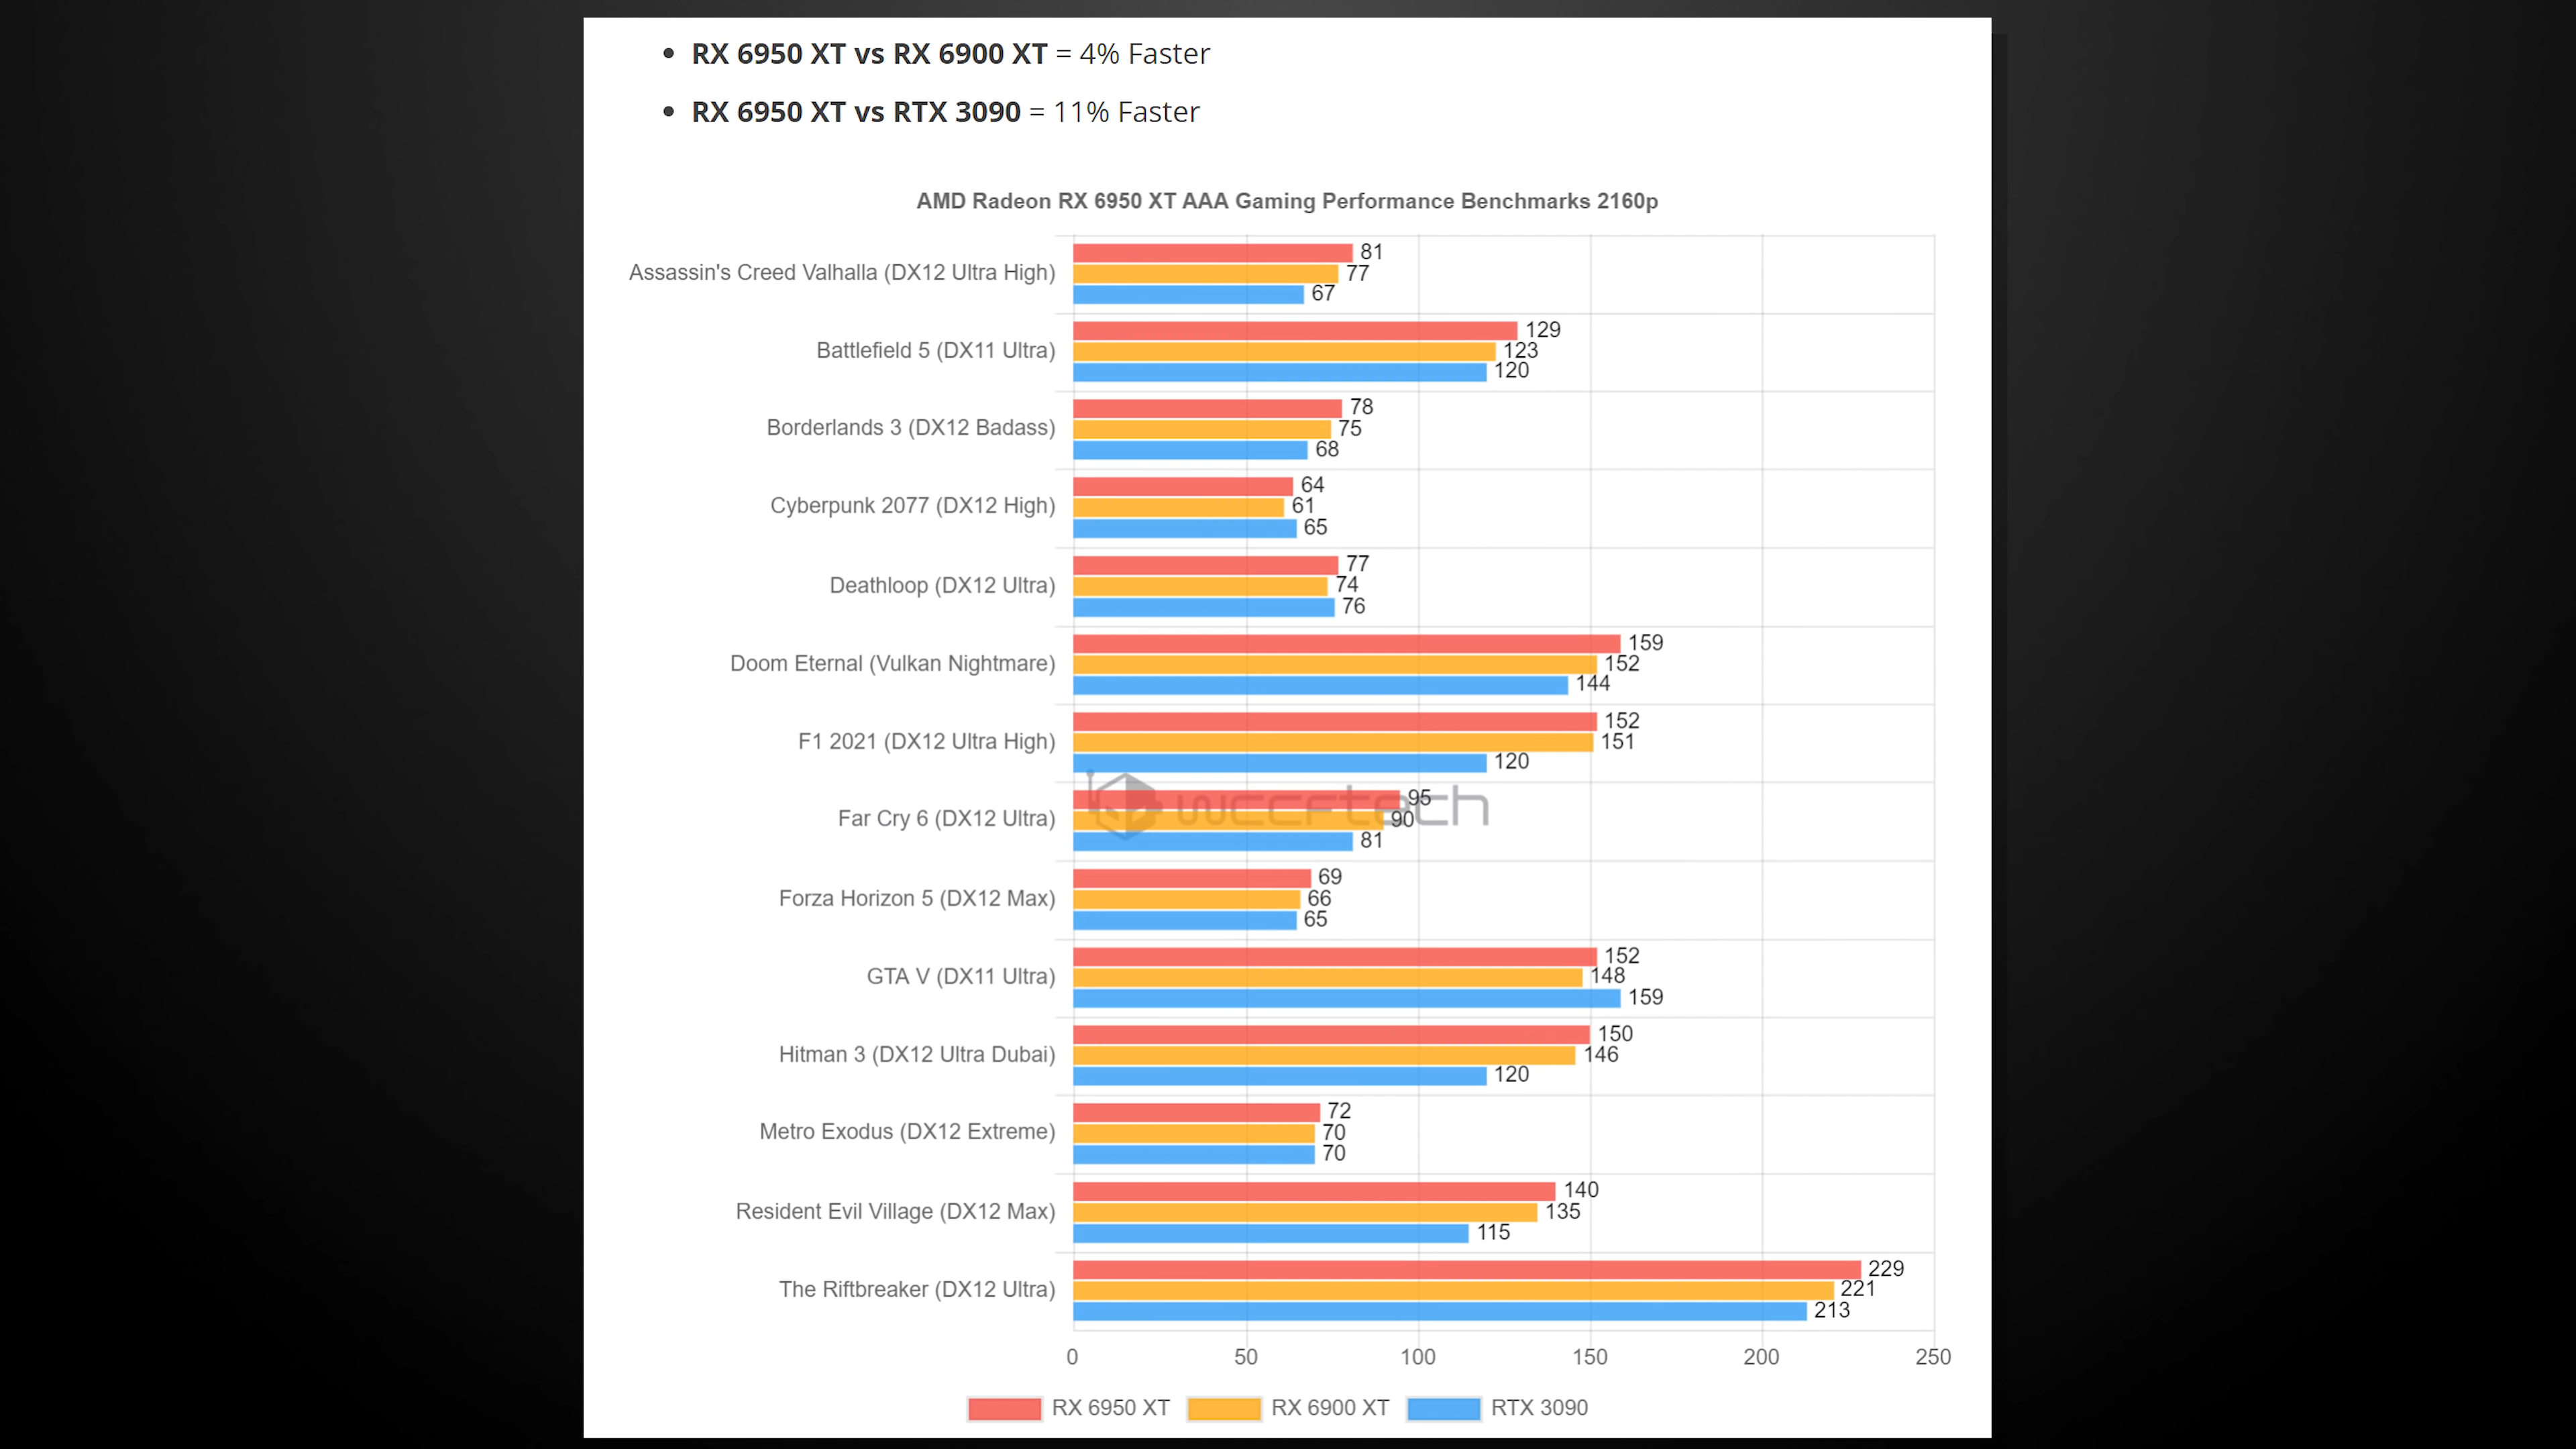 • RX 6950 XT vs RX 6900 XT = 4% Faster
• RX 6950 XT vs RTX 3090 = 11% Faster
AMD Radeon RX 6950 XT AAA Gaming Performance Benchmarks 2160p
Assassin's Creed Valhalla (DX12 Ultra High)
81
77
67
Battlefield 5 (DX11 Ultra)
129
123
120
Borderlands 3 (DX12 Badass)
78
75
68
Cyberpunk 2077 (DX12 High)
64
61
65
Deathloop (DX12 Ultra)
77
74
76
Doom Eternal (Vulkan Nightmare)
159
152
144
F1 2021 (DX12 Ultra High)
152
151
120
Far Cry 6 (DX12 Ultra)
95
90
81
wccftech
Forza Horizon 5 (DX12 Max)
69
66
65
GTA V (DX11 Ultra)
152
148
159
Hitman 3 (DX12 Ultra Dubai)
150
146
120
Metro Exodus (DX12 Extreme)
72
70
70
Resident Evil Village (DX12 Max)
140
135
115
The Riftbreaker (DX12 Ultra)
229
221
213
0 50 100 150 200 250
RX 6950 XT RX 6900 XT RTX 3090